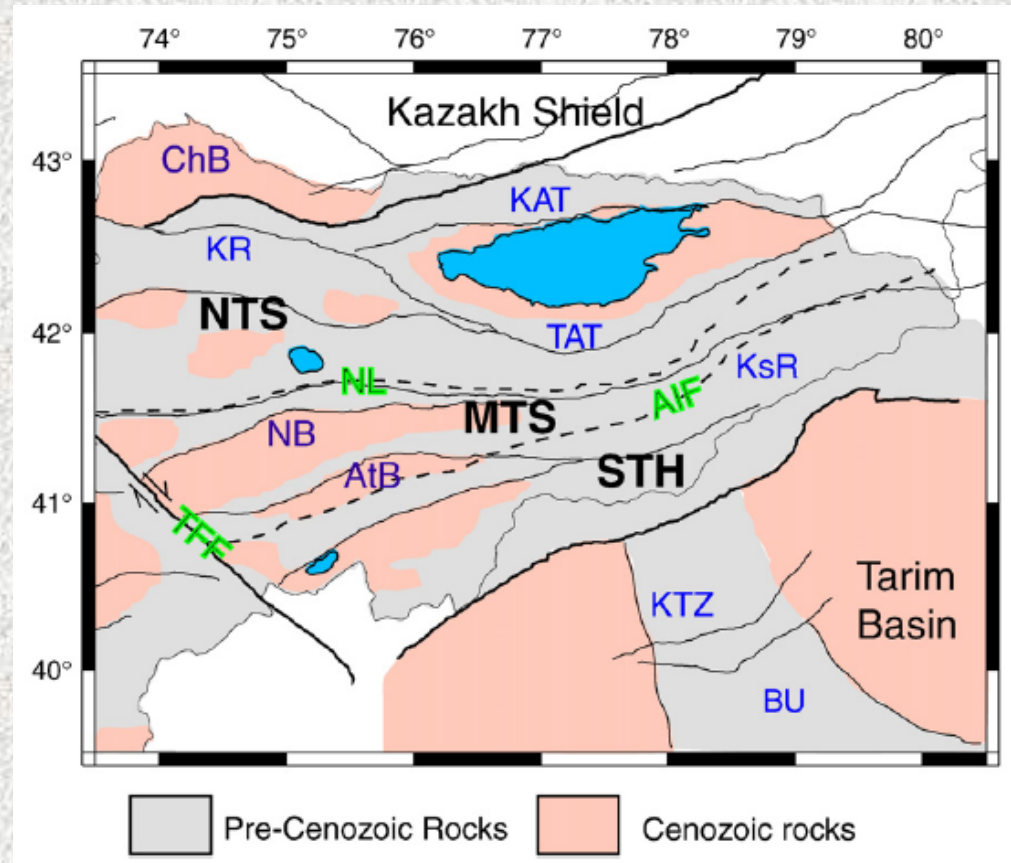 74° 75° 76° 77° 78° 79° 80°
Kazakh Shield
43°
ChB
KAT
KR
NTS
42°
TAT
KsR
NL
AIF
MTS
NB
STH
AtB
41°
TFF
Tarim
Basin
KTZ
40°
BU
Pre-Cenozoic Rocks
Cenozoic rocks